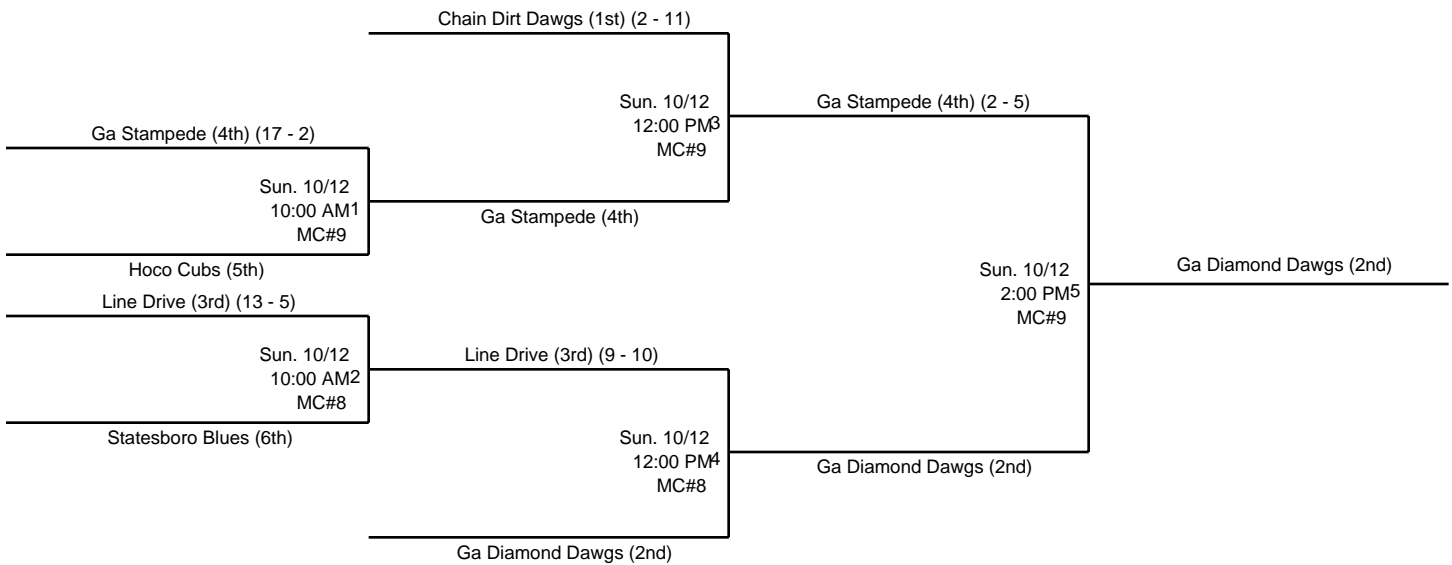 Chain Dirt Dawgs (1st) (2 - 11)
Sun. 10/12
12:00 PM3
MC#9
Ga Stampede (4th) (2 - 5)
Ga Stampede (4th) (17 - 2)
Sun. 10/12
10:00 AM1
MC#9
Ga Stampede (4th)
Hoco Cubs (5th)
Sun. 10/12
2:00 PM5
MC#9
Ga Diamond Dawgs (2nd)
Line Drive (3rd) (13 - 5)
Sun. 10/12
10:00 AM2
MC#8
Line Drive (3rd) (9 - 10)
Statesboro Blues (6th)
Sun. 10/12
12:00 PM4
MC#8
Ga Diamond Dawgs (2nd)
Ga Diamond Dawgs (2nd)